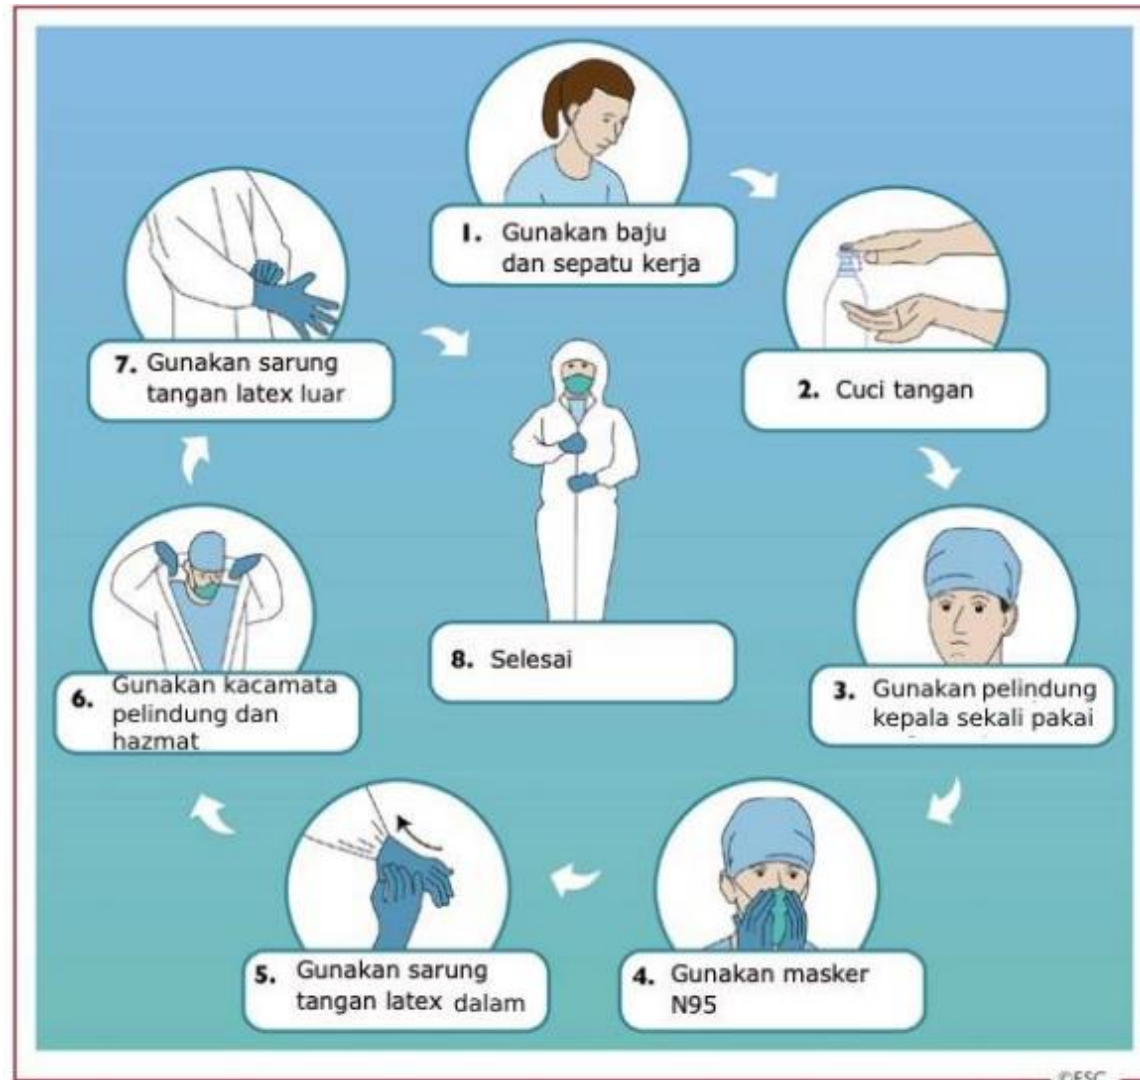 1. Gunakan baju
dan sepatu kerja
2. Cuci tangan
3. Gunakan pelindung
kepala sekali pakai
4. Gunakan masker
N95
5. Gunakan sarung
tangan latex dalam
6. Gunakan kacamata
pelindung dan
hazmat
7. Gunakan sarung
tangan latex luar
8. Selesai
©ESC